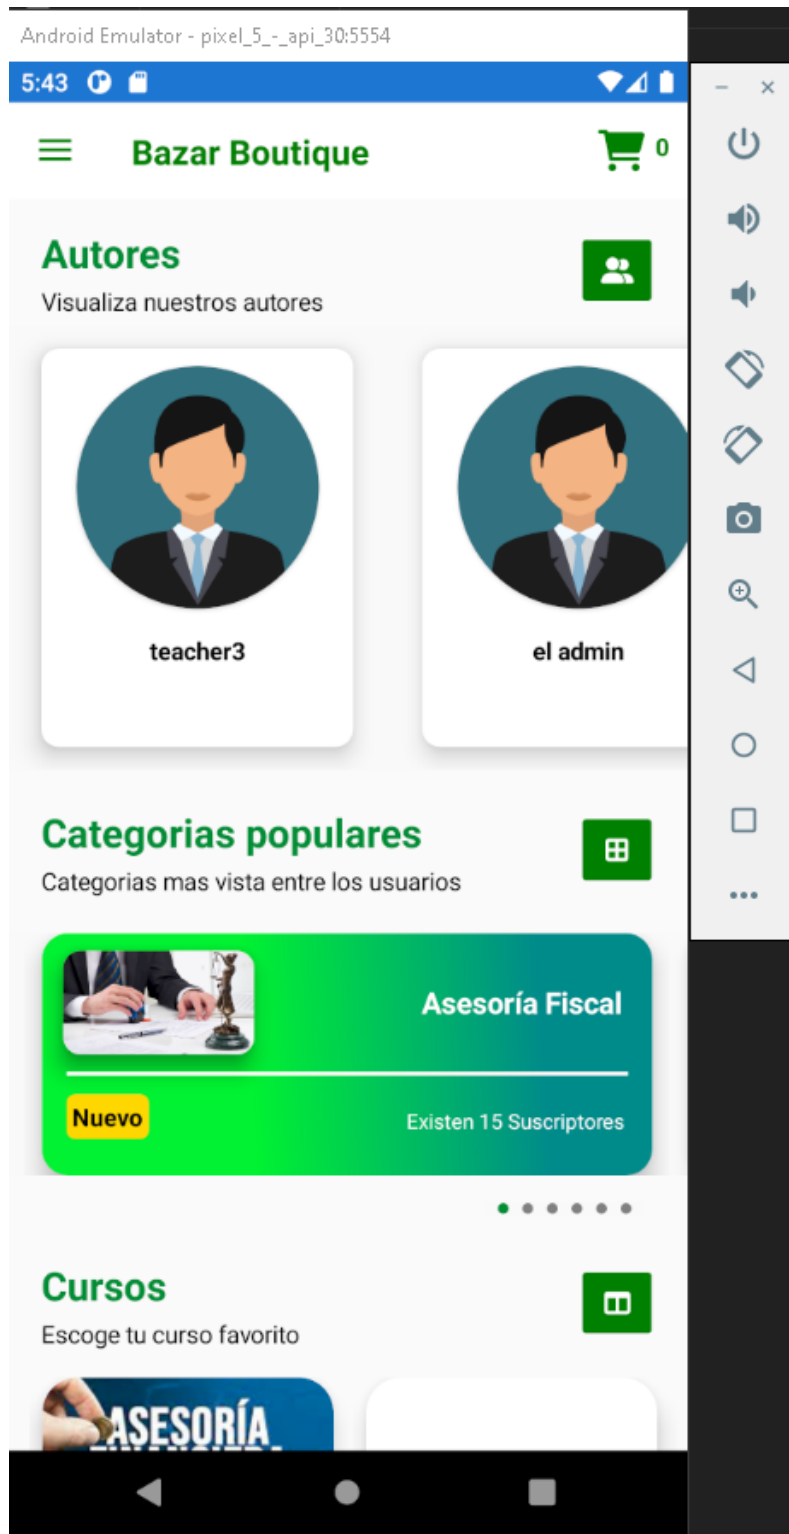 Android Emulator - pixel_5_-_api_30:5554
5:43
Bazar Boutique
0
Autores
Visualiza nuestros autores
teacher3
el admin
Categorias populares
Categorias mas vista entre los usuarios
Asesoría Fiscal
Nuevo
Existen 15 Suscriptores
Cursos
Escoge tu curso favorito
ASESORÍA